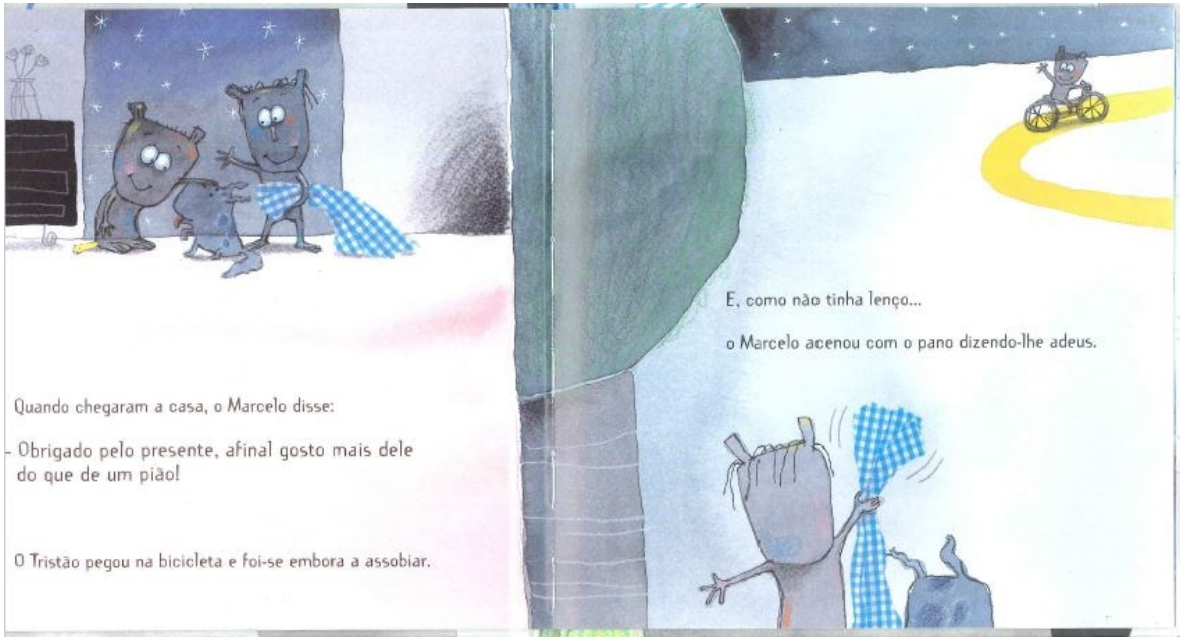 Quando chegaram a casa, o Marcelo disse:
- Obrigado pelo presente, afinal gosto mais dele
do que de um pião!
O Tristão pegou na bicicleta e foi-se embora a assobiar.
E, como não tinha lenço...
o Marcelo acenou com o pano dizendo-lhe adeus.